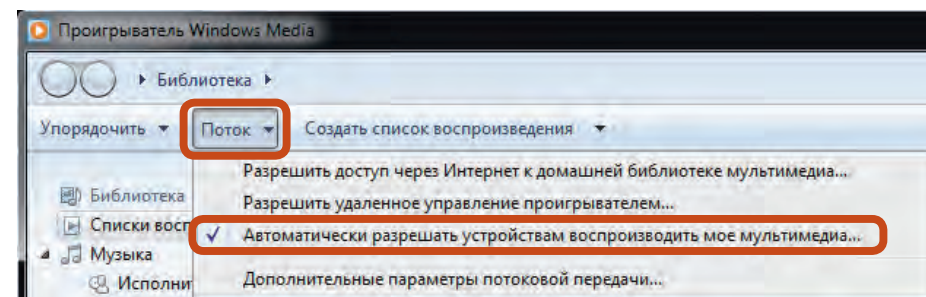 Проигрыватель Windows Media
Библиотека
Упорядочить Поток Создать список воспроизведения
Разрешить доступ через Интернет к домашней библиотеке мультимедиа...
Библиотека
Разрешить удаленное управление проигрывателем...
Списки восп
Автоматически разрешать устройствам воспроизводить мое мультимедиа...
Музыка
Исполни
Дополнительные параметры потоковой передачи...